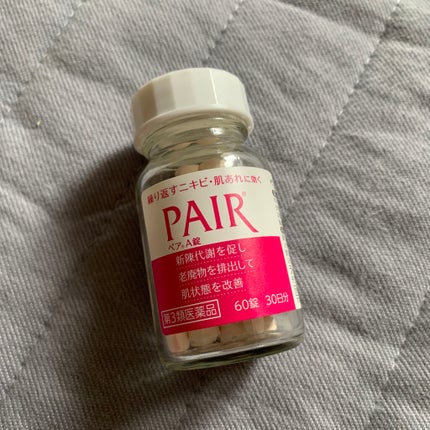 繰り返すニキビ・肌あれに効く
PAIR®
ペア®A錠
新陳代謝を促し
老廃物を排出して
肌状態を改善
第3類医薬品
60錠 30日分